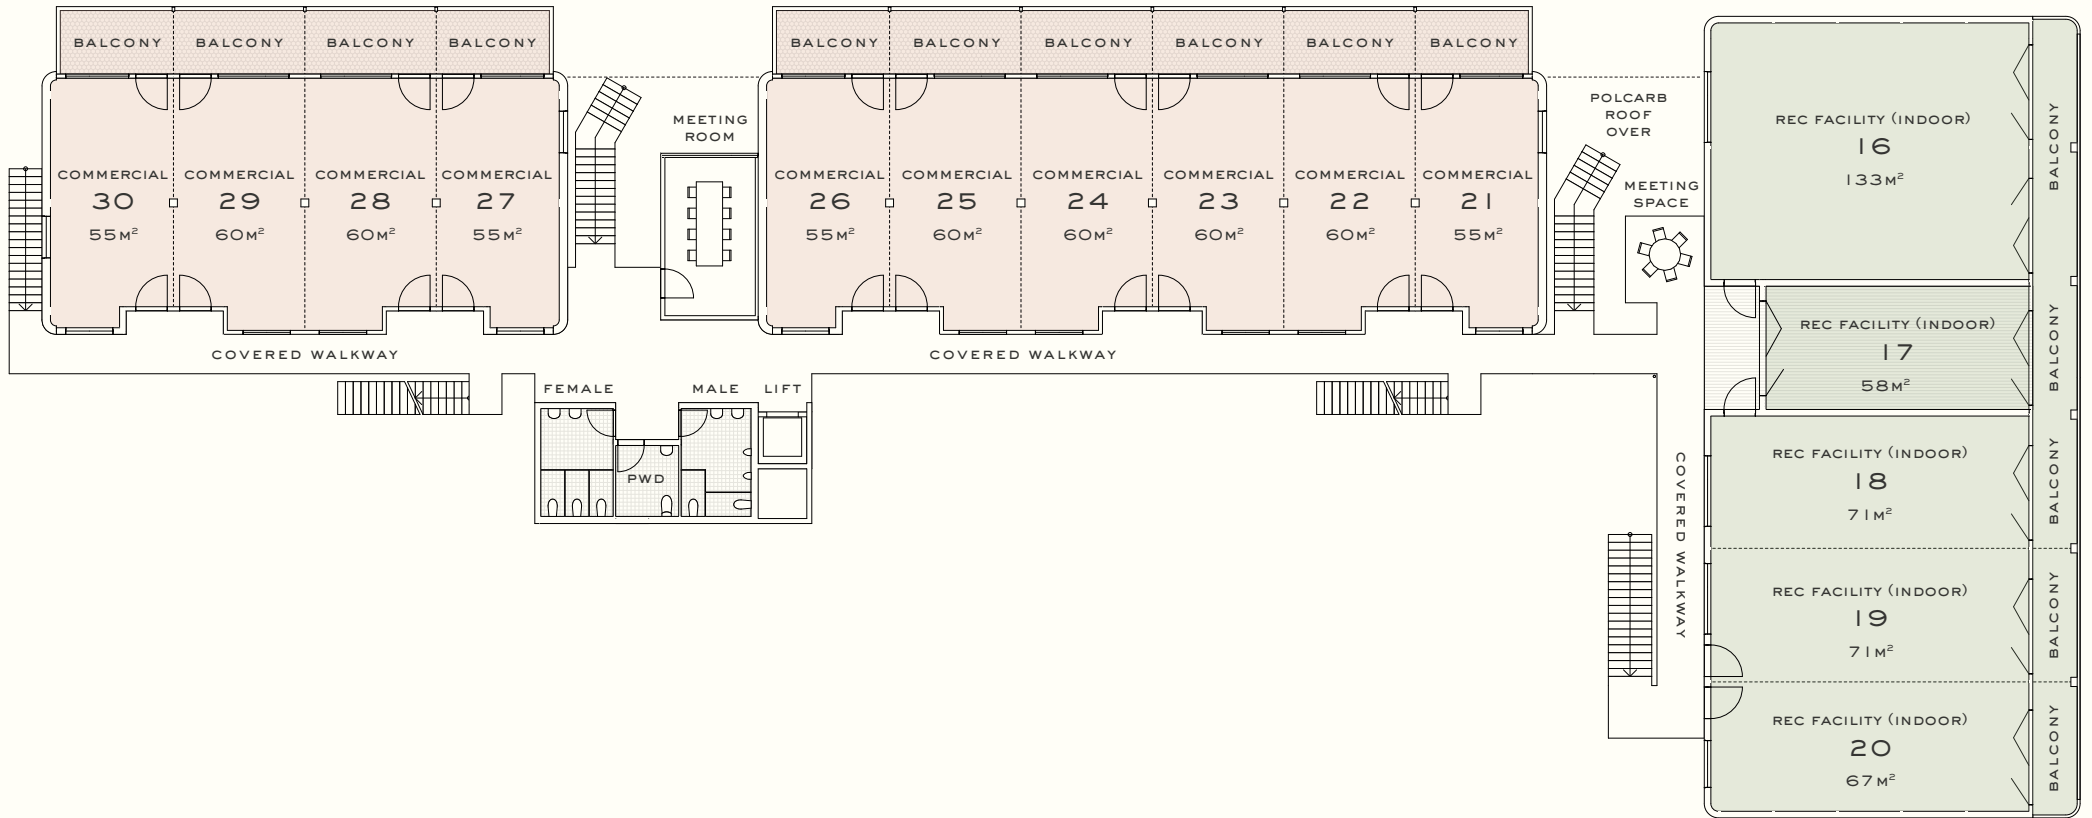 BALCONY
BALCONY
BALCONY
BALCONY
BALCONY
BALCONY
BALCONY
BALCONY
BALCONY
BALCONY
COMMERCIAL
30
55M²
COMMERCIAL
29
60M²
COMMERCIAL
28
60M²
COMMERCIAL
27
55M²
MEETING
ROOM
COMMERCIAL
26
55M²
COMMERCIAL
25
60M²
COMMERCIAL
24
60M²
COMMERCIAL
23
60M²
COMMERCIAL
22
60M²
COMMERCIAL
21
55M²
POLCARB
ROOF
OVER
MEETING
SPACE
REC FACILITY (INDOOR)
16
133M²
BALCONY
REC FACILITY (INDOOR)
17
58M²
BALCONY
COVERED WALKWAY
COVERED WALKWAY
FEMALE
MALE
LIFT
PWD
COVERED WALKWAY
REC FACILITY (INDOOR)
18
71M²
BALCONY
REC FACILITY (INDOOR)
19
71M²
BALCONY
REC FACILITY (INDOOR)
20
67M²
BALCONY